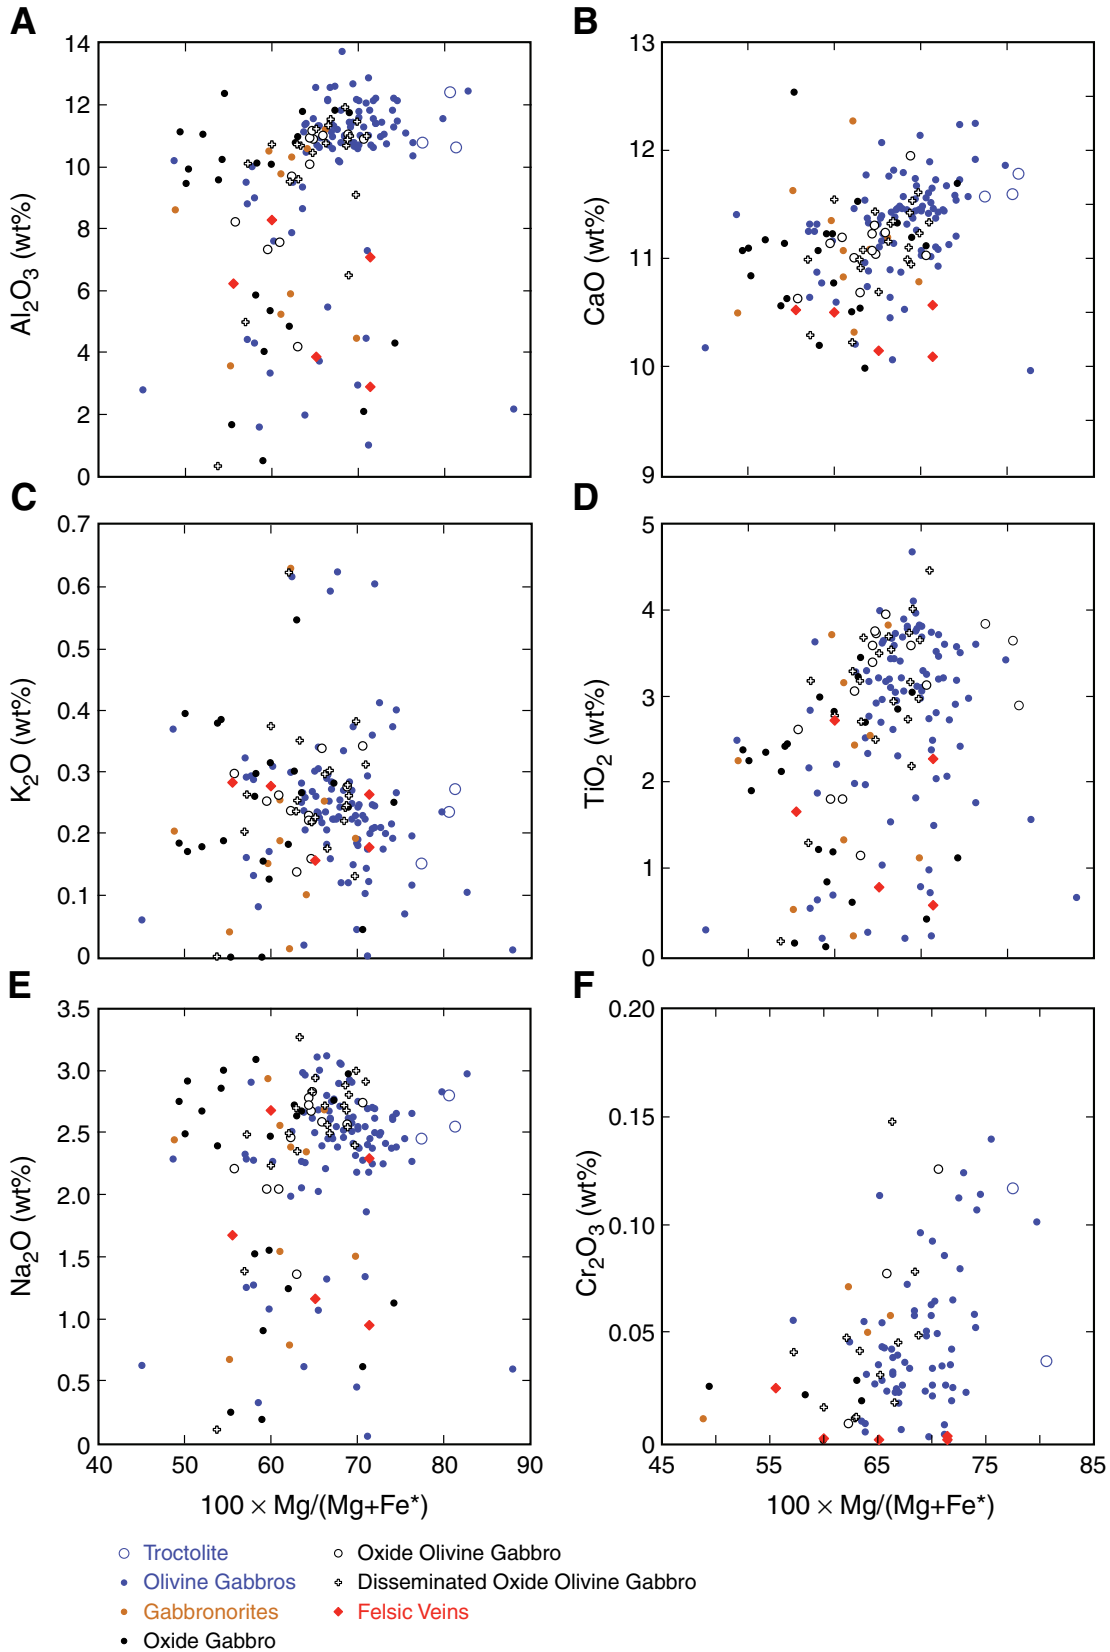 A
B
14
12
10
8
6
4
2
0
Al2O3 (wt%)
13
12
11
10
9
CaO (wt%)
C
D
0.7
0.6
0.5
0.4
0.3
0.2
0.1
0
K2O (wt%)
5
4
3
2
1
0
TiO2 (wt%)
E
F
3.5
3.0
2.5
2.0
1.5
1.0
0.5
0
Na2O (wt%)
40 50 60 70 80 90
100 × Mg/(Mg+Fe*)
0.20
0.15
0.10
0.05
0
Cr2O3 (wt%)
45 55 65 75 85
100 × Mg/(Mg+Fe*)
Troctolite
Olivine Gabbros
Gabbronorites
Oxide Gabbro
Oxide Olivine Gabbro
Disseminated Oxide Olivine Gabbro
Felsic Veins